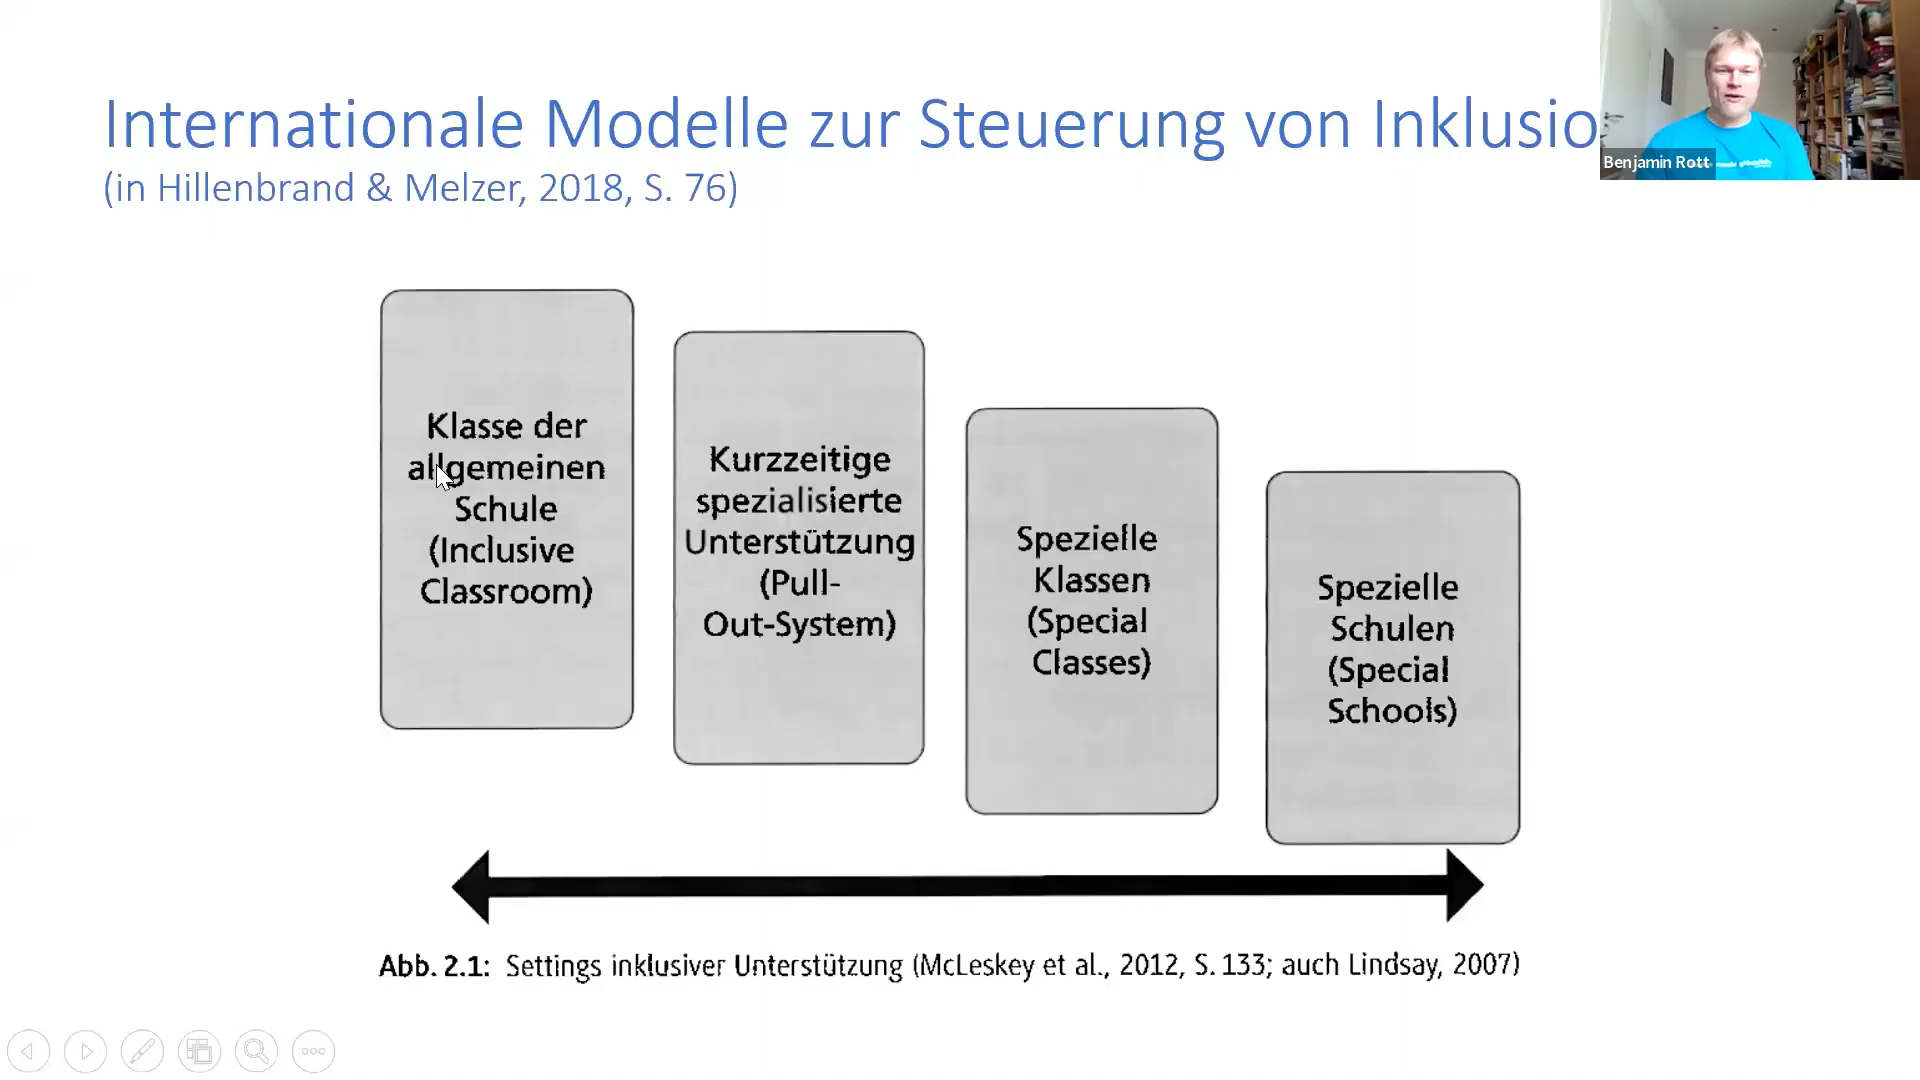 Internationale Modelle zur Steuerung von Inklusio
(in Hillenbrand & Melzer, 2018, S. 76)
Benjamin Rott
Klasse der
allgemeinen
Schule
(Inclusive
Classroom)
Kurzzeitige
spezialisierte
Unterstützung
(Pull-
Out-System)
Spezielle
Klassen
(Special
Classes)
Spezielle
Schulen
(Special
Schools)
Abb. 2.1: Settings inklusiver Unterstützung (McLeskey et al., 2012, S. 133; auch Lindsay, 2007)